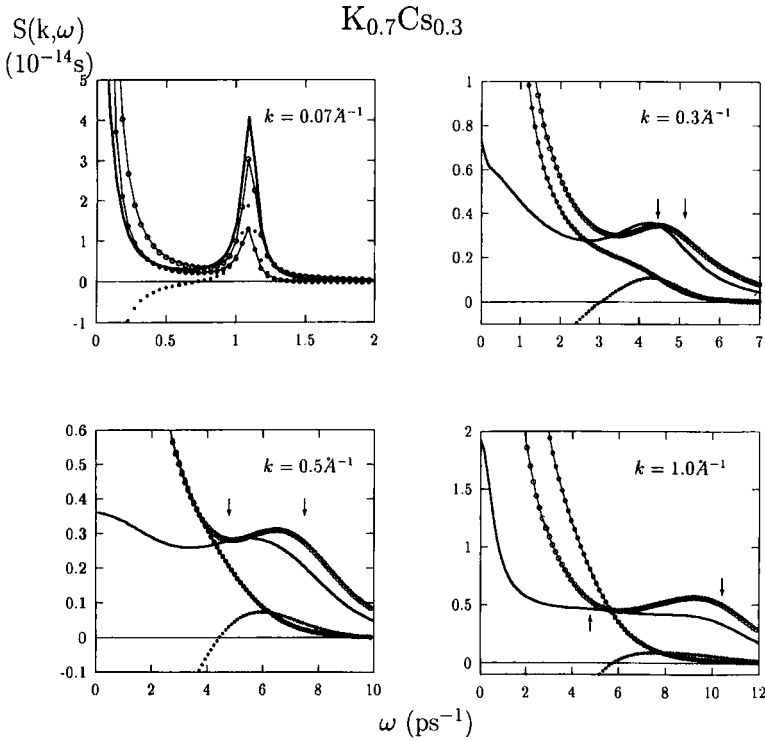 K0.7Cs0.3
S(k,ω)
(10−14s)
k = 0.07Å−1
5
4
3
2
1
0
-1
0 0.5 1 1.5 2
k = 0.3Å−1
1
0.8
0.6
0.4
0.2
0
0 1 2 3 4 5 6 7
k = 0.5Å−1
0.6
0.5
0.4
0.3
0.2
0.1
0
-0.1
0 2 4 6 8 10
k = 1.0Å−1
2
1.5
1
0.5
0
0 2 4 6 8 10 12
ω (ps−1)